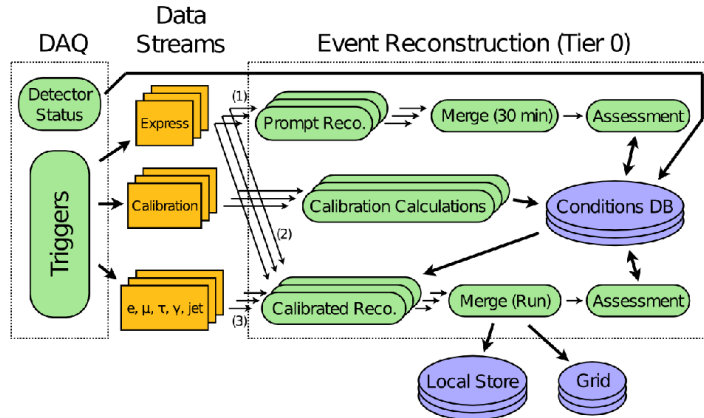 Data
Streams
DAQ
Event Reconstruction (Tier 0)
Detector
Status
Express
(1)
Prompt Reco.
Merge (30 min)
Assessment
Triggers
Calibration
Calibration Calculations
Conditions DB
(2)
e, μ, τ, γ, jet
(3)
Calibrated Reco.
Merge (Run)
Assessment
Local Store
Grid